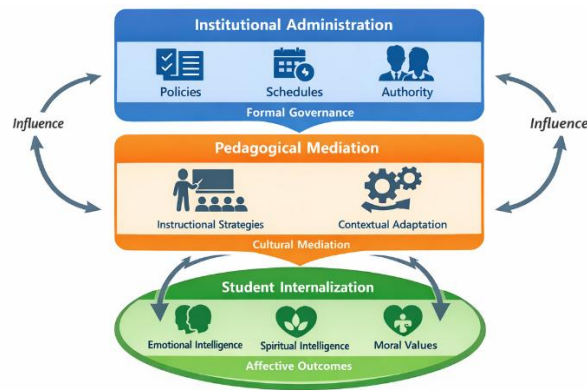 Institutional Administration
Policies
Schedules
Authority
Formal Governance
Influence
Influence
Pedagogical Mediation
Instructional Strategies
Contextual Adaptation
Cultural Mediation
Student Internalization
Emotional Intelligence
Spiritual Intelligence
Moral Values
Affective Outcomes